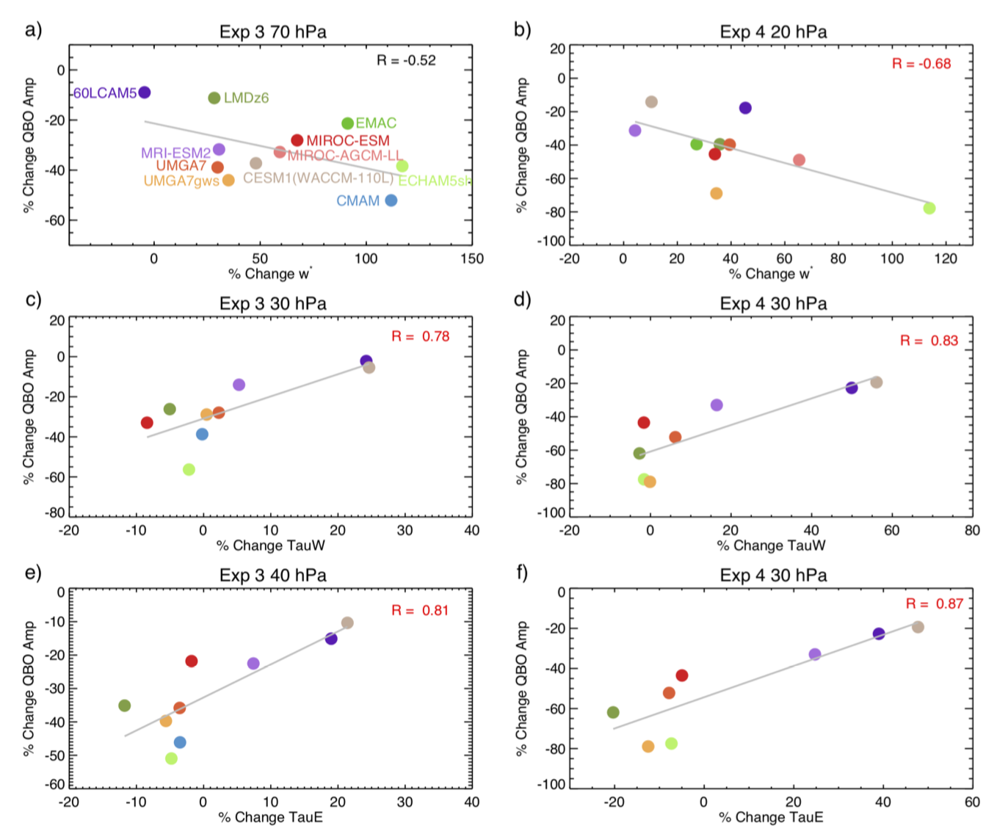 a)
Exp 3 70 hPa
R = -0.52
% Change QBO Amp
0
-20
-40
-60
60LCAM5
LMDz6
EMAC
MIROC-ESM
MRI-ESM2
MIROC-AGCM-LL
UMGA7
UMGA7gws
CESM1(WACCM-110L)
ECHAM5sh
CMAM
0 50 100 150
% Change w*
b)
Exp 4 20 hPa
R = -0.68
% Change QBO Amp
20
0
-20
-40
-60
-80
-100
-20 0 20 40 60 80 100 120
% Change w*
c)
Exp 3 30 hPa
R = 0.78
% Change QBO Amp
20
0
-20
-40
-60
-80
-20 -10 0 10 20 30 40
% Change TauW
d)
Exp 4 30 hPa
R = 0.83
% Change QBO Amp
20
0
-20
-40
-60
-80
-100
-20 0 20 40 60 80
% Change TauW
e)
Exp 3 40 hPa
R = 0.81
% Change QBO Amp
0
-10
-20
-30
-40
-50
-60
-20 -10 0 10 20 30 40
% Change TauE
f)
Exp 4 30 hPa
R = 0.87
% Change QBO Amp
0
-20
-40
-60
-80
-100
-20 0 20 40 60
% Change TauE